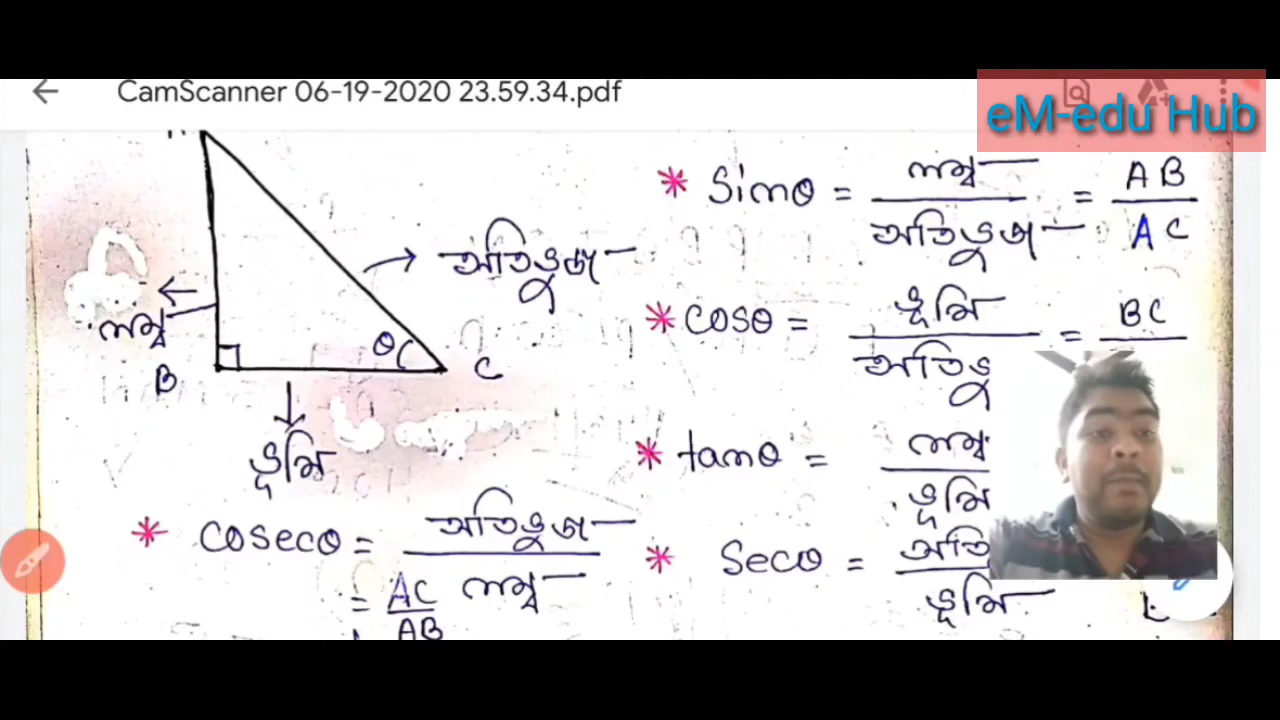 CamScanner 06-19-2020 23.59.34.pdf
eM-edu Hub
* Sinθ = লম্ব / অতিভুজ = AB / AC
→ অতিভুজ
* cosθ = ভূমি / অতিভু = BC
← লম্ব
B
θ
C
↓
ভূমি
* tanθ = লম্ব / ভূমি
* cosecθ = অতিভুজ / লম্ব
= AC / AB
* Secθ = অতি / ভূমি